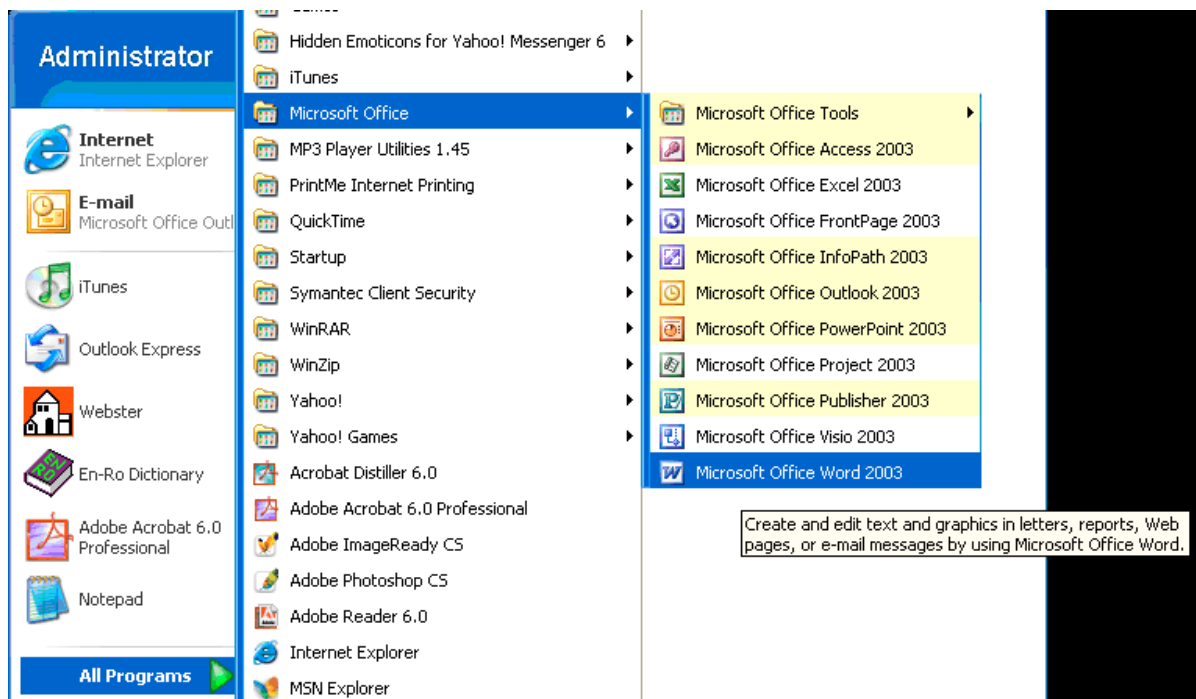 Administrator
Internet
Internet Explorer
E-mail
Microsoft Office Outl
iTunes
Outlook Express
Webster
En-Ro Dictionary
Adobe Acrobat 6.0
Professional
Notepad
All Programs
Hidden Emoticons for Yahoo! Messenger 6
iTunes
Microsoft Office
MP3 Player Utilities 1.45
PrintMe Internet Printing
QuickTime
Startup
Symantec Client Security
WinRAR
WinZip
Yahoo!
Yahoo! Games
Acrobat Distiller 6.0
Adobe Acrobat 6.0 Professional
Adobe ImageReady CS
Adobe Photoshop CS
Adobe Reader 6.0
Internet Explorer
MSN Explorer
Microsoft Office Tools
Microsoft Office Access 2003
Microsoft Office Excel 2003
Microsoft Office FrontPage 2003
Microsoft Office InfoPath 2003
Microsoft Office Outlook 2003
Microsoft Office PowerPoint 2003
Microsoft Office Project 2003
Microsoft Office Publisher 2003
Microsoft Office Visio 2003
Microsoft Office Word 2003
Create and edit text and graphics in letters, reports, Web
pages, or e-mail messages by using Microsoft Office Word.